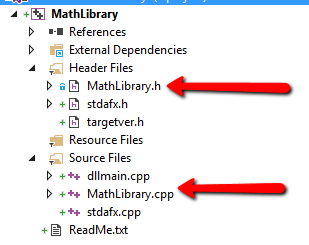 MathLibrary
References
External Dependencies
Header Files
MathLibrary.h
stdafx.h
targetver.h
Resource Files
Source Files
dllmain.cpp
MathLibrary.cpp
stdafx.cpp
ReadMe.txt